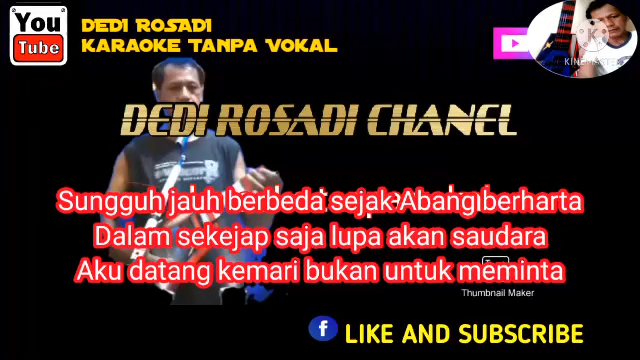 You
Tube
DEDI ROSADI
KARAOKE TANPA VOKAL
DEDI ROSADI CHANEL
Sungguh jauh berbeda sejak Abang berharta
Dalam sekejap saja lupa akan saudara
Aku datang kemari bukan untuk meminta
Thumbnail Maker
f LIKE AND SUBSCRIBE